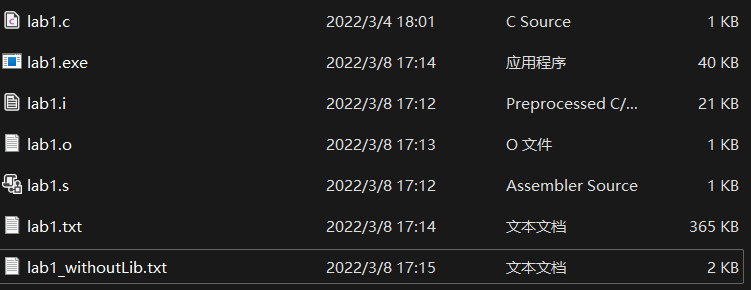 lab1.c 2022/3/4 18:01 C Source 1 KB
lab1.exe 2022/3/8 17:14 应用程序 40 KB
lab1.i 2022/3/8 17:12 Preprocessed C/... 21 KB
lab1.o 2022/3/8 17:13 O 文件 1 KB
lab1.s 2022/3/8 17:12 Assembler Source 1 KB
lab1.txt 2022/3/8 17:14 文本文档 365 KB
lab1_withoutLib.txt 2022/3/8 17:15 文本文档 2 KB